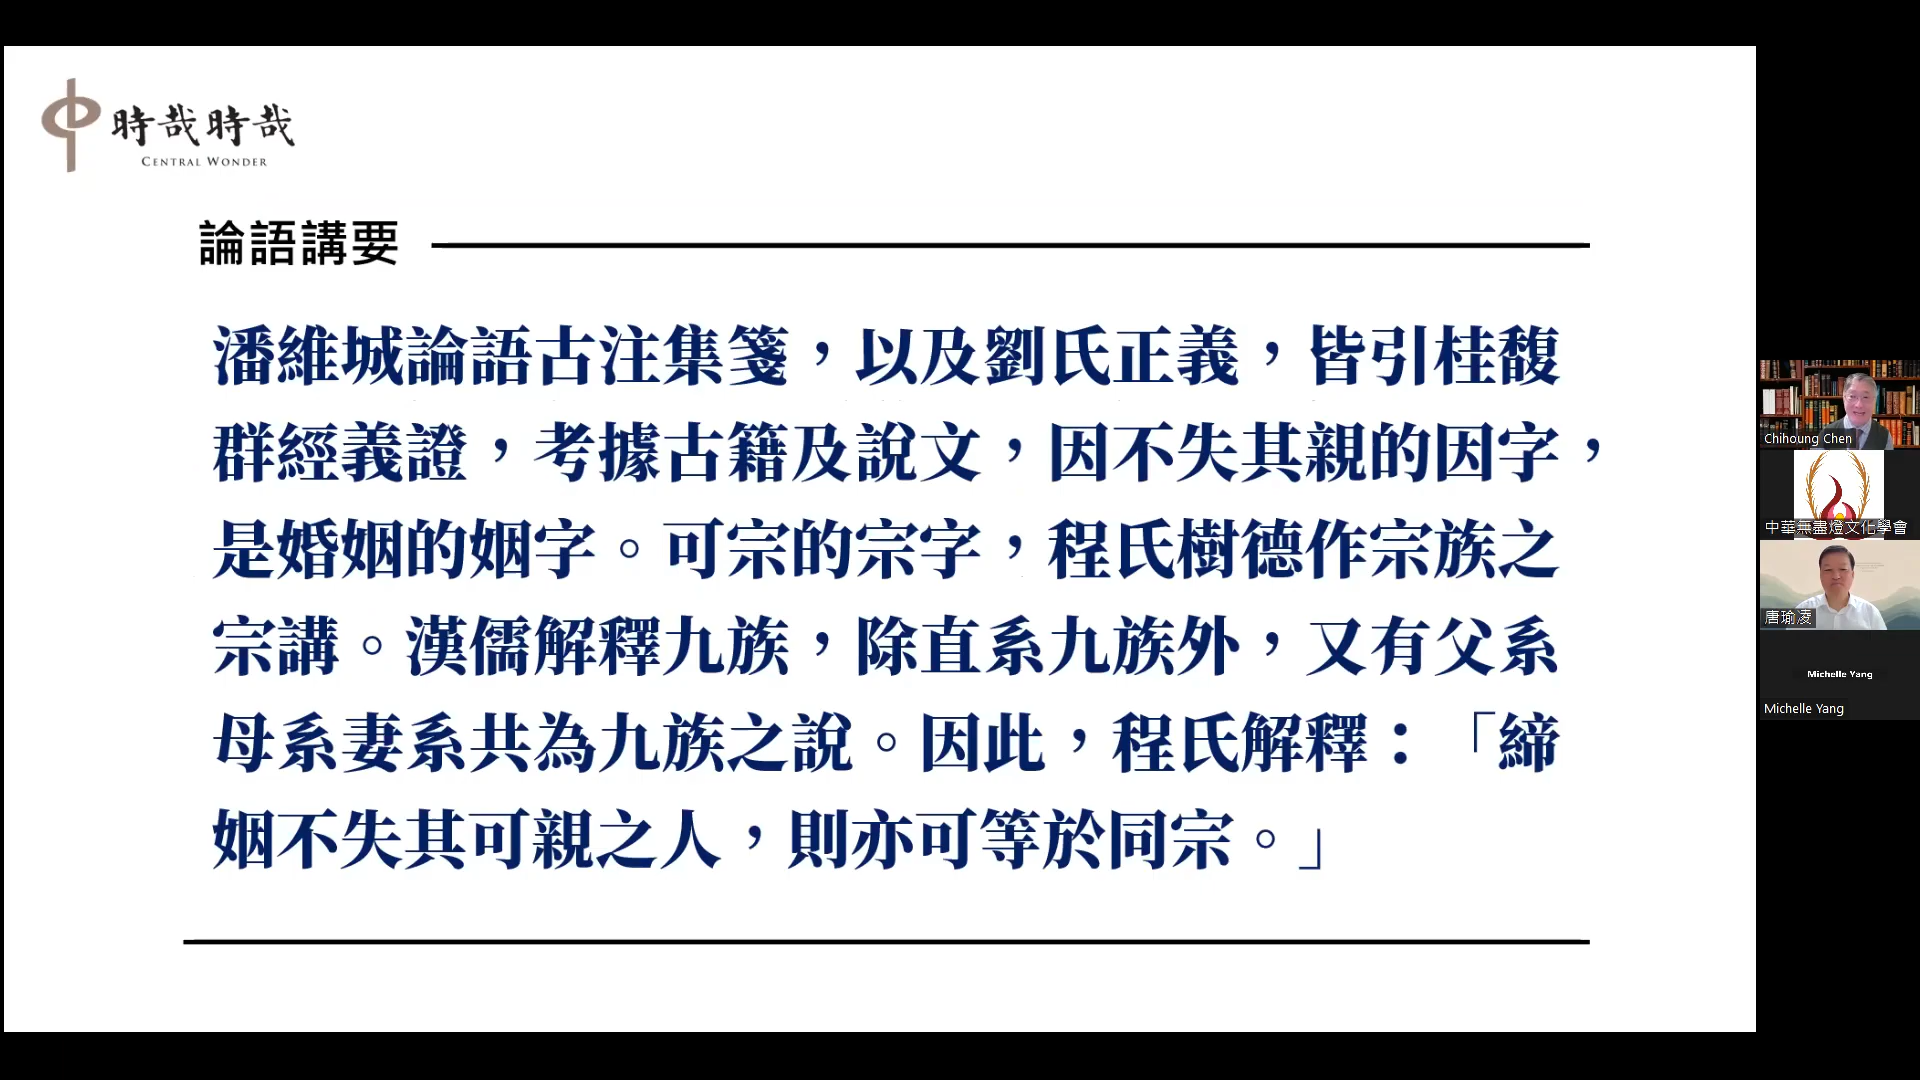 時哉時哉
CENTRAL WONDER
論語講要
潘維城論語古注集箋，以及劉氏正義，皆引桂馥
群經義證，考據古籍及說文，因不失其親的因字，
是婚姻的姻字。可宗的宗字，程氏樹德作宗族之
宗講。漢儒解釋九族，除直系九族外，又有父系
母系妻系共為九族之說。因此，程氏解釋：「締
姻不失其可親之人，則亦可等於同宗。」
Chihoung Chen
中華無盡燈文化學會
唐瑜凌
Michelle Yang
Michelle Yang